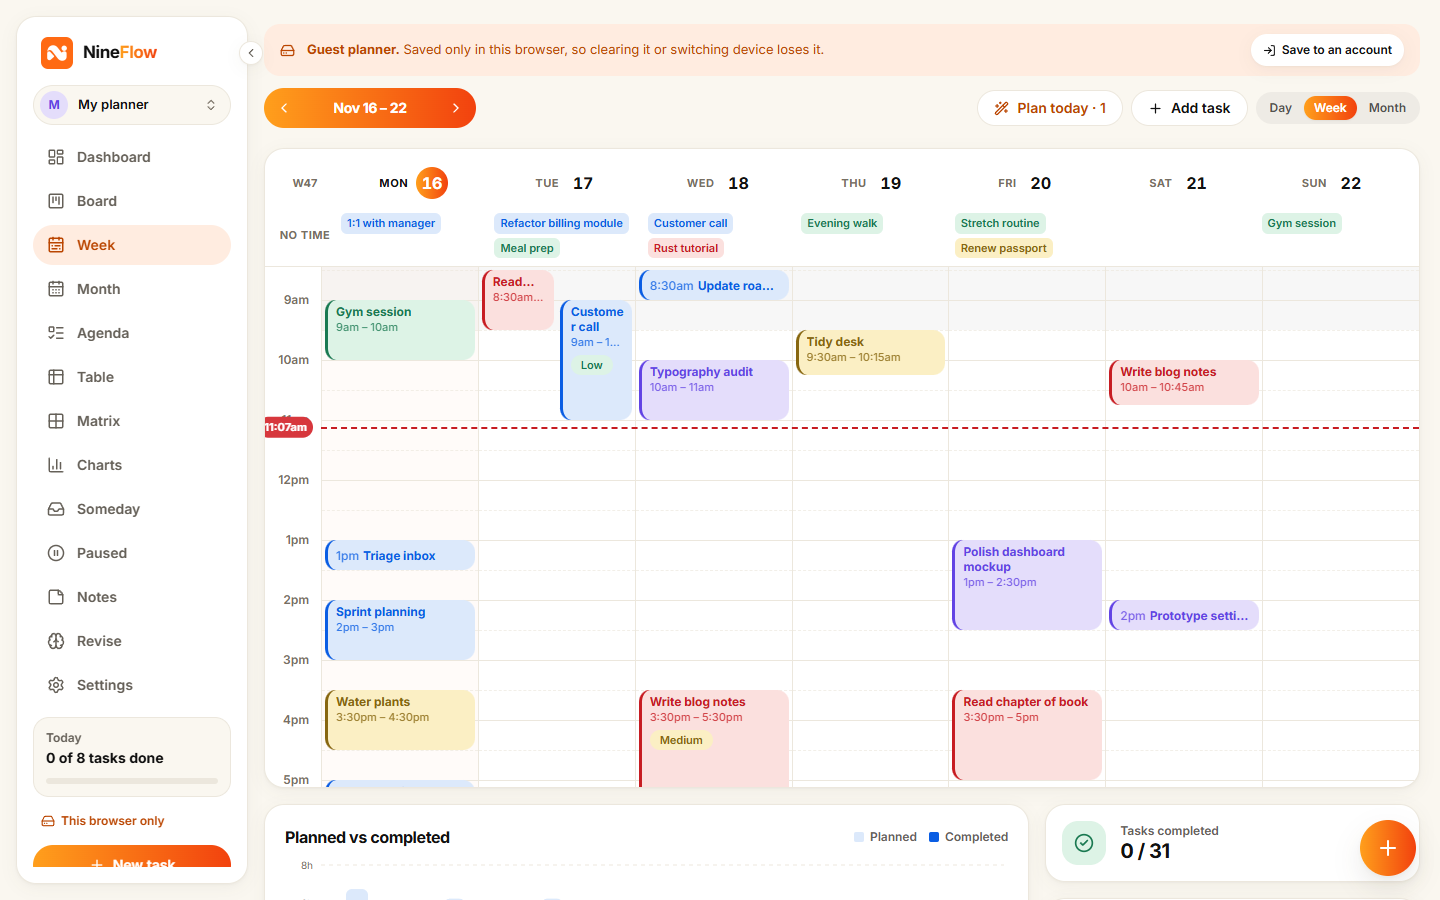 NineFlow
M My planner
Dashboard
Board
Week
Month
Agenda
Table
Matrix
Charts
Someday
Paused
Notes
Revise
Settings
Today
0 of 8 tasks done
This browser only
+ New task
Guest planner. Saved only in this browser, so clearing it or switching device loses it.
Save to an account
Nov 16 – 22
Plan today · 1
+ Add task
Day Week Month
W47 MON 16 TUE 17 WED 18 THU 19 FRI 20 SAT 21 SUN 22
NO TIME
1:1 with manager
Refactor billing module
Meal prep
Customer call
Rust tutorial
Evening walk
Stretch routine
Renew passport
Gym session
9am
10am
11:07am
12pm
1pm
2pm
3pm
4pm
5pm
Gym session
9am – 10am
1pm Triage inbox
Sprint planning
2pm – 3pm
Water plants
3:30pm – 4:30pm
Read...
8:30am...
Custome
r call
9am – 1...
Low
8:30am Update roa...
Typography audit
10am – 11am
Write blog notes
3:30pm – 5:30pm
Medium
Tidy desk
9:30am – 10:15am
Polish dashboard
mockup
1pm – 2:30pm
Read chapter of book
3:30pm – 5pm
Write blog notes
10am – 10:45am
2pm Prototype setti...
Planned vs completed
Planned Completed
8h
Tasks completed
0 / 31